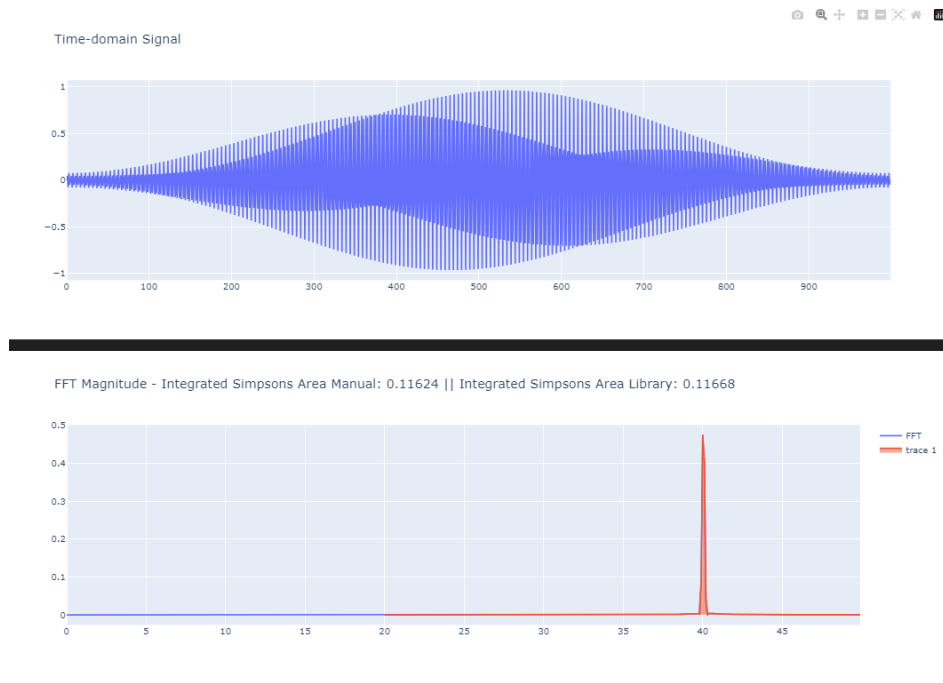 Time-domain Signal
1
0.5
0
−0.5
−1
0 100 200 300 400 500 600 700 800 900
FFT Magnitude - Integrated Simpsons Area Manual: 0.11624 || Integrated Simpsons Area Library: 0.11668
0.5
0.4
0.3
0.2
0.1
0
0 5 10 15 20 25 30 35 40 45
FFT
trace 1